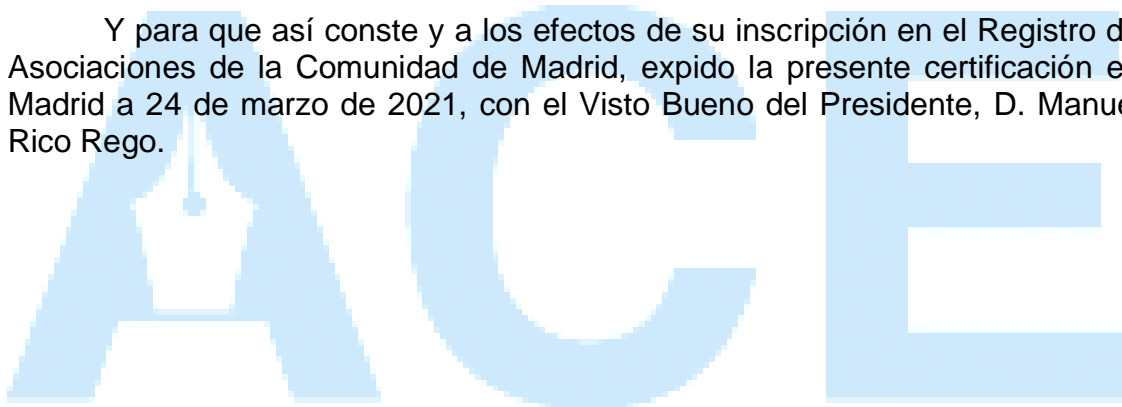 Y para que así conste y a los efectos de su inscripción en el Registro d
Asociaciones de la Comunidad de Madrid, expido la presente certificación e
Madrid a 24 de marzo de 2021, con el Visto Bueno del Presidente, D. Manue
Rico Rego.
ACE